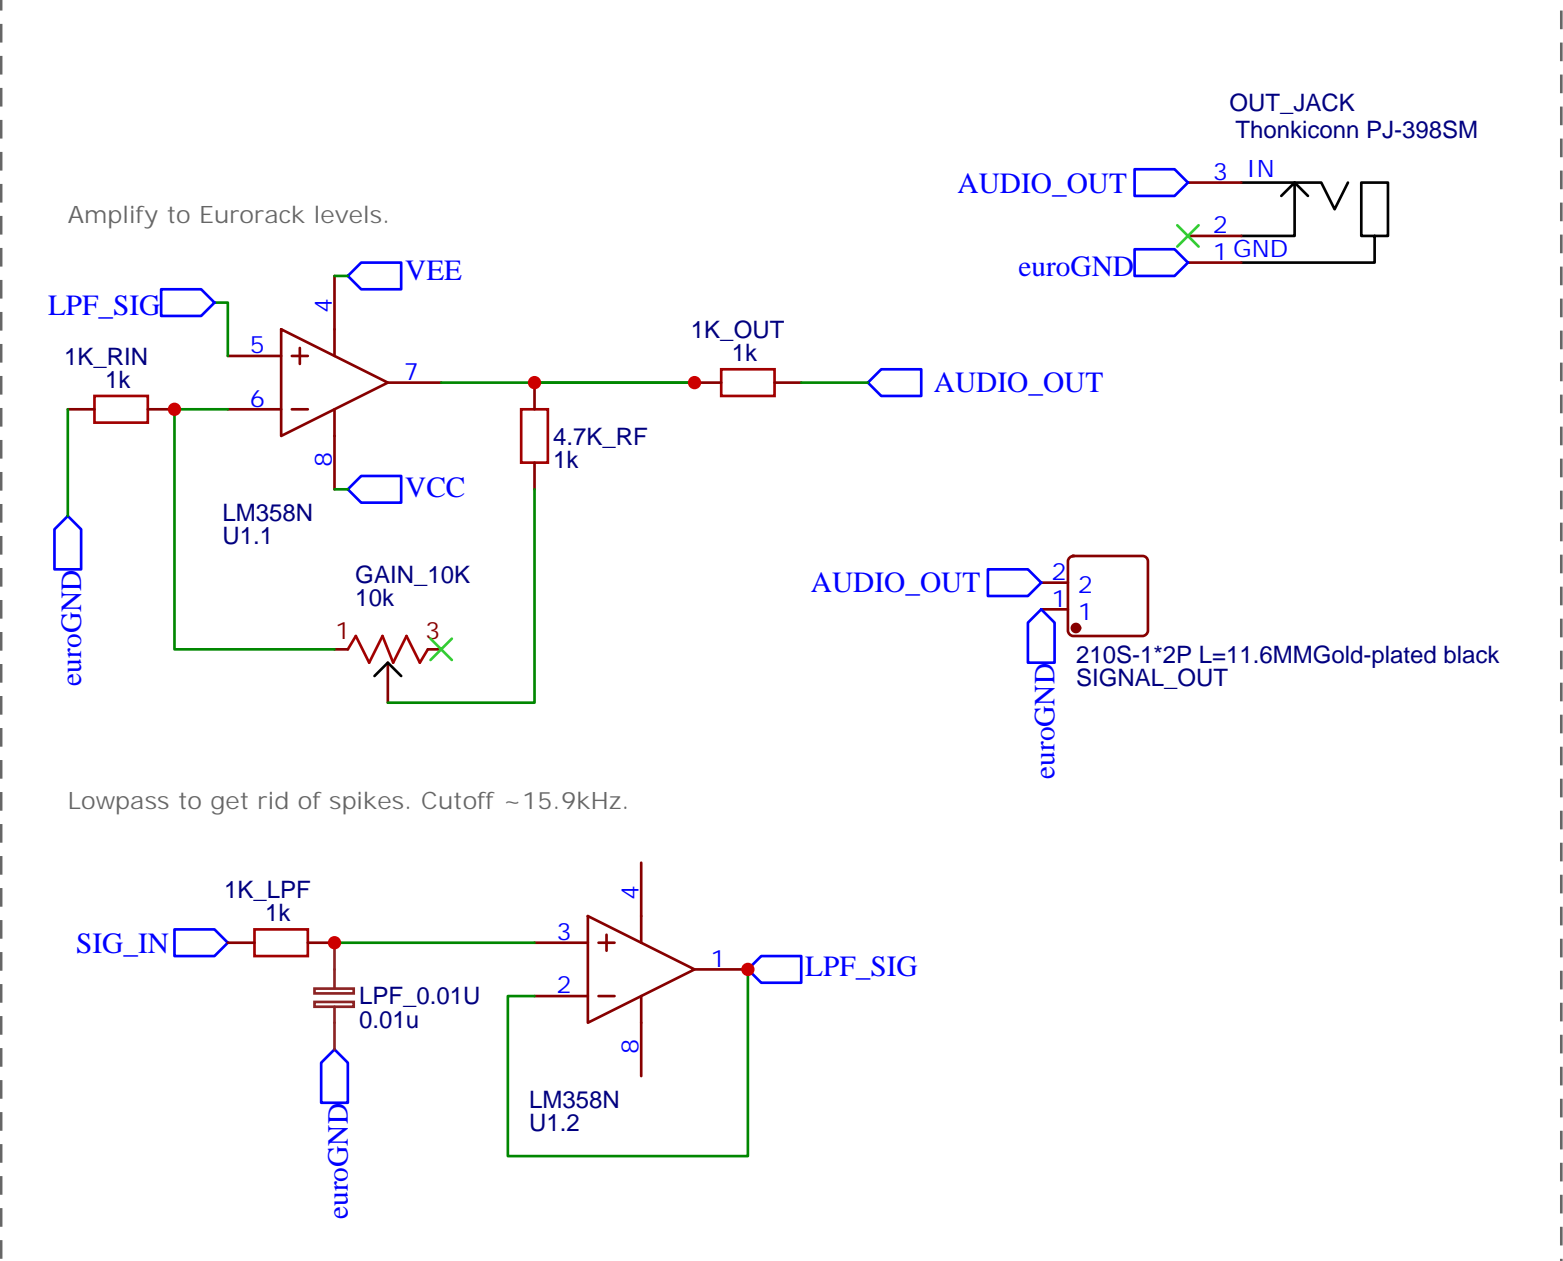 OUT_JACK
Thonkiconn PJ-398SM
AUDIO_OUT
3
IN
2
euroGND
1
GND
Amplify to Eurorack levels.
VEE
4
LPF_SIG
5
1K_RIN
1k
6
7
8
VCC
LM358N
U1.1
1K_OUT
1k
AUDIO_OUT
4.7K_RF
1k
euroGND
GAIN_10K
10k
1
3
AUDIO_OUT
2
2
1
1
euroGND
210S-1*2P L=11.6MMGold-plated black
SIGNAL_OUT
Lowpass to get rid of spikes. Cutoff ~15.9kHz.
1K_LPF
1k
SIG_IN
LPF_0.01U
0.01u
euroGND
4
3
2
1
LPF_SIG
8
LM358N
U1.2